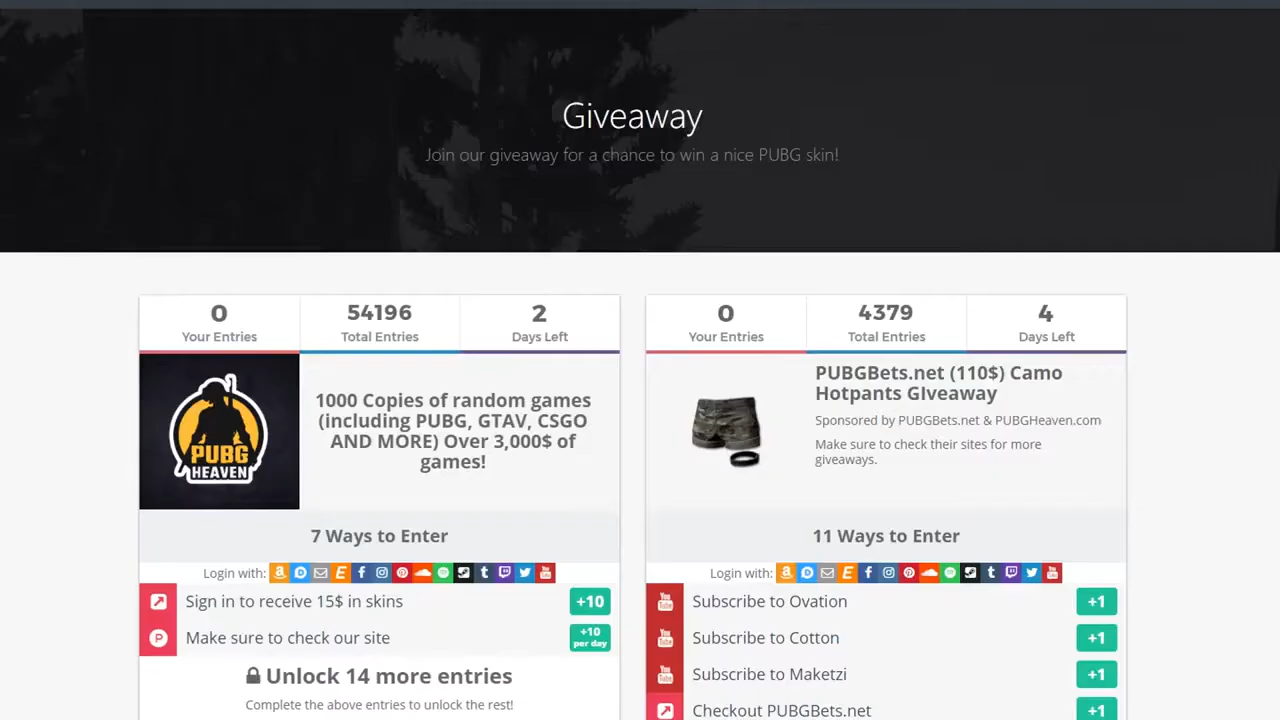 Giveaway
Join our giveaway for a chance to win a nice PUBG skin!
0
Your Entries
54196
Total Entries
2
Days Left
PUBG
HEAVEN
1000 Copies of random games
(including PUBG, GTAV, CSGO
AND MORE) Over 3,000$ of
games!
7 Ways to Enter
Login with:
Sign in to receive 15$ in skins
+10
Make sure to check our site
+10
per day
Unlock 14 more entries
Complete the above entries to unlock the rest!
0
Your Entries
4379
Total Entries
4
Days Left
PUBGBets.net (110$) Camo
Hotpants GIveaway
Sponsored by PUBGBets.net & PUBGHeaven.com
Make sure to check their sites for more
giveaways.
11 Ways to Enter
Login with:
Subscribe to Ovation
+1
Subscribe to Cotton
+1
Subscribe to Maketzi
+1
Checkout PUBGBets.net
+1